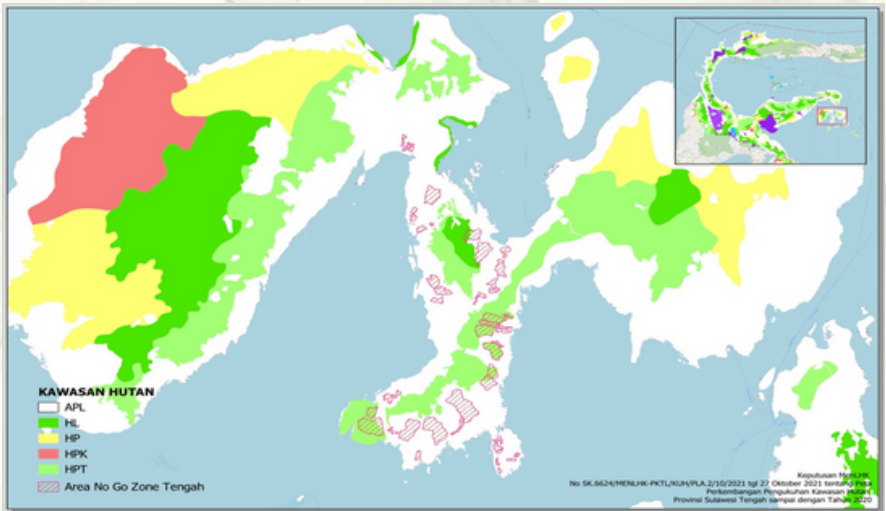 KAWASAN HUTAN
APL
HL
HP
HPK
HPT
Area No Go Zone Tengah
Keputusan MenLHK
No SK.6624/MENLHK-PKTL/KUH/PLA.2/10/2021 tgl 27 Oktober 2021 tentang Peta
Perkembangan Pengukuhan Kawasan Hutan
Provinsi Sulawesi Tengah sampai dengan Tahun 2020